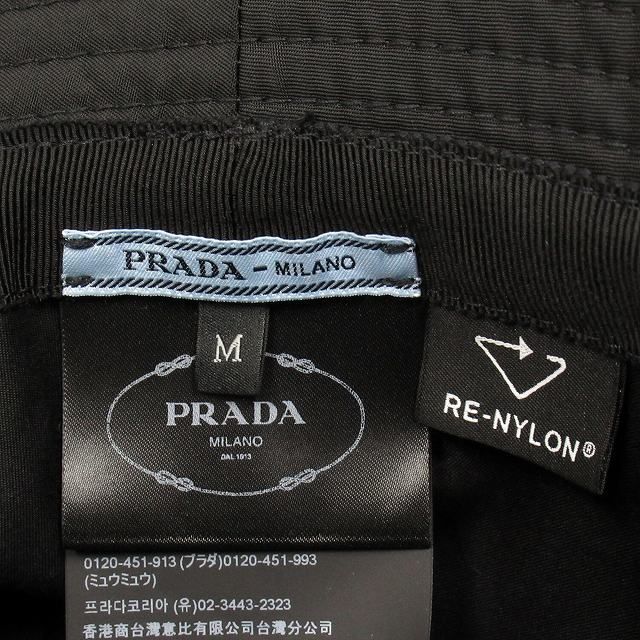 PRADA - MILANO
M
PRADA
MILANO
DAL 1913
RE-NYLON®
0120-451-913 (プラダ)0120-451-993
(ミュウミュウ)
프라다코리아 (유)02-3443-2323
香港商台灣意比有限公司台灣分公司